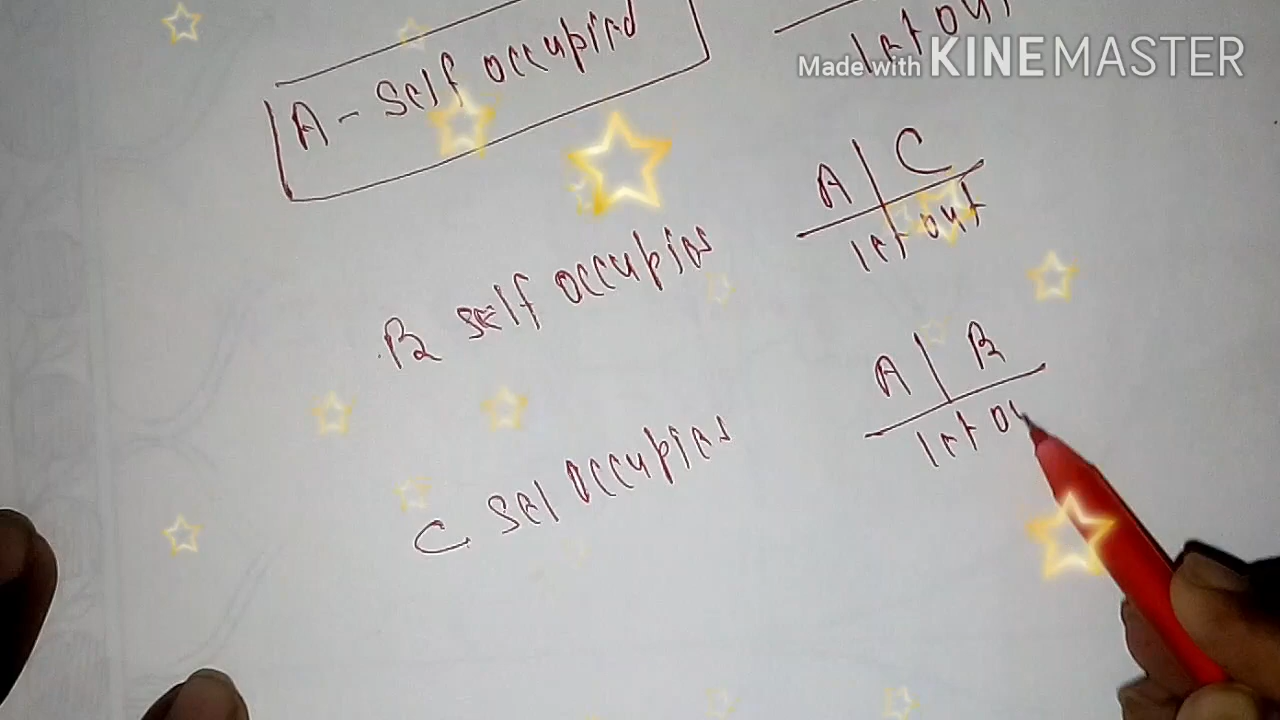 A - Self occupied
let out
Made with KINEMASTER
A | C
let out
B self occupies
A | B
let ou
C sel occupies